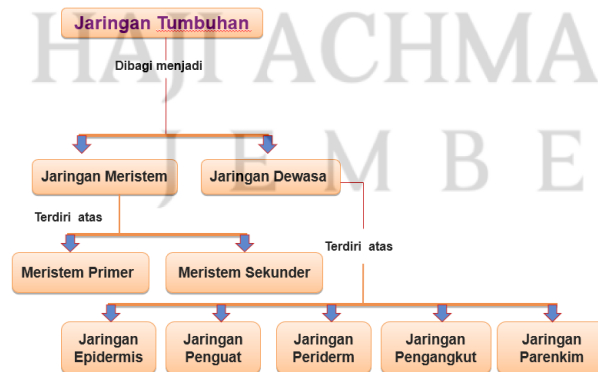 HAJI ACHMA
JEMBE
Jaringan Tumbuhan
Dibagi menjadi
Jaringan Meristem
Jaringan Dewasa
Terdiri atas
Meristem Primer
Meristem Sekunder
Terdiri atas
Jaringan
Epidermis
Jaringan
Penguat
Jaringan
Periderm
Jaringan
Pengangkut
Jaringan
Parenkim